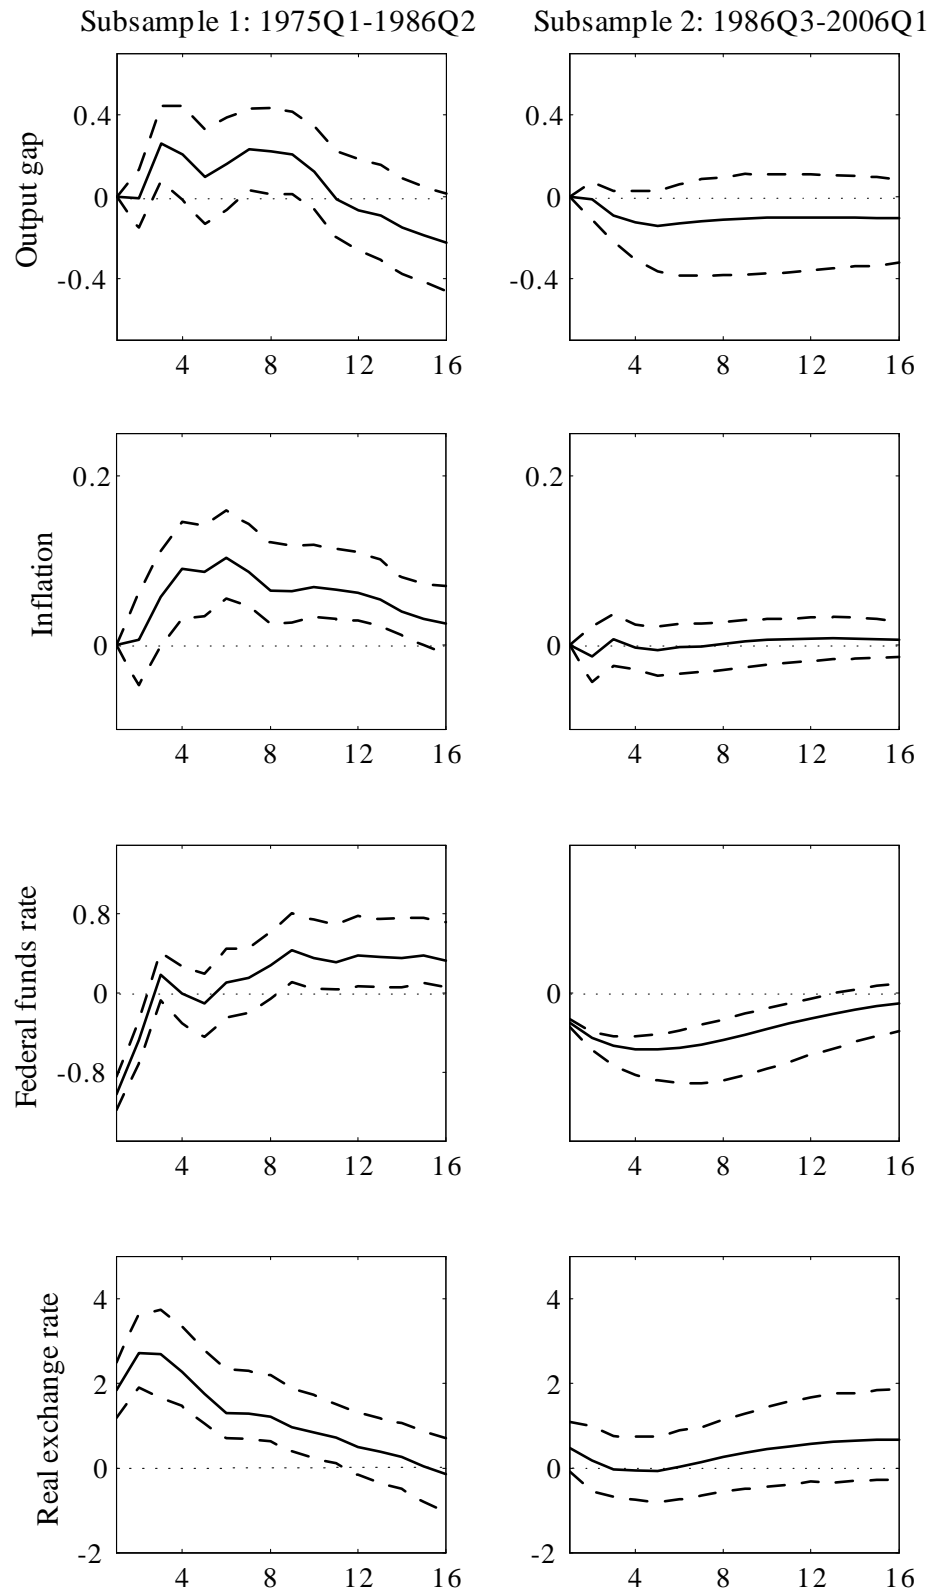 Subsample 1: 1975Q1-1986Q2 Subsample 2: 1986Q3-2006Q1
Output gap
0.4
0
-0.4
4 8 12 16
0.4
0
-0.4
4 8 12 16
Inflation
0.2
0
4 8 12 16
0.2
0
4 8 12 16
Federal funds rate
0.8
0
-0.8
4 8 12 16
0
4 8 12 16
Real exchange rate
4
2
0
-2
4 8 12 16
4
2
0
-2
4 8 12 16